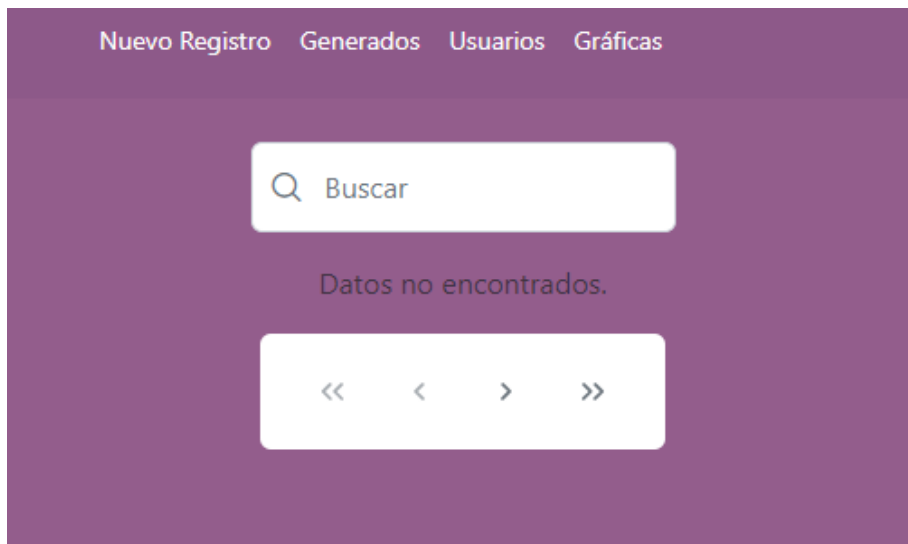 Nuevo Registro Generados Usuarios Gráficas
Buscar
Datos no encontrados.